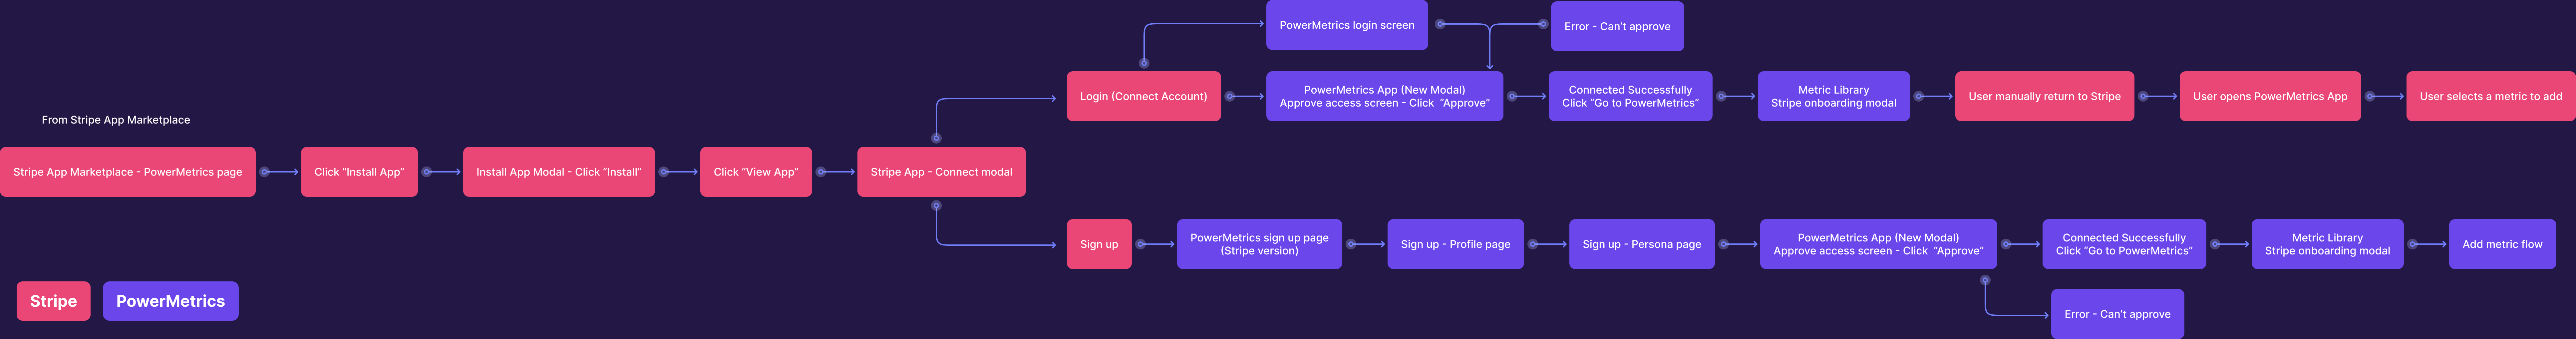 PowerMetrics login screen
Error - Can't approve
Login (Connect Account)
PowerMetrics App (New Modal)
Approve access screen - Click  “Approve”
Connected Successfully
Click “Go to PowerMetrics”
Metric Library
Stripe onboarding modal
User manually return to Stripe
User opens PowerMetrics App
User selects a metric to add
From Stripe App Marketplace
Stripe App Marketplace - PowerMetrics page
Click “Install App”
Install App Modal - Click “Install”
Click “View App”
Stripe App - Connect modal
Sign up
PowerMetrics sign up page
(Stripe version)
Sign up - Profile page
Sign up - Persona page
PowerMetrics App (New Modal)
Approve access screen - Click  “Approve”
Connected Successfully
Click “Go to PowerMetrics”
Metric Library
Stripe onboarding modal
Add metric flow
Error - Can't approve
Stripe
PowerMetrics